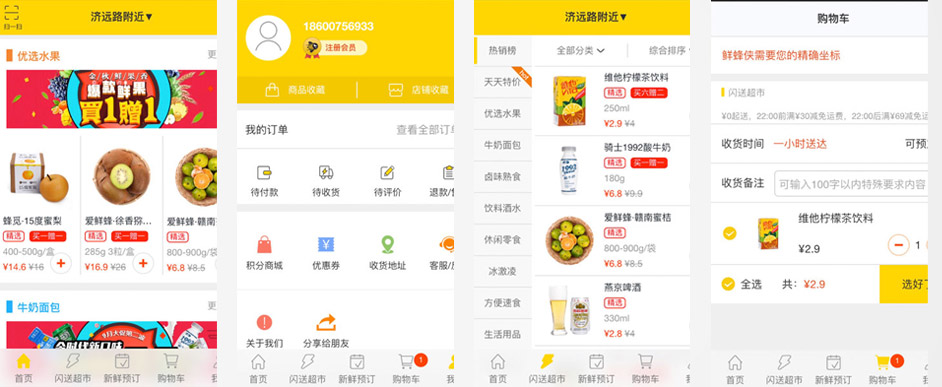 扫一扫
济远路附近▼
优选水果
更
金秋鲜果香
爆款鲜果
買1贈1
蜂觅·15度蜜梨
精选 买一赠一
400-500g/盒
¥14.6 ¥16
爱鲜蜂·徐香猕...
精选 买一赠一
285g 3粒/盒
¥16.9 ¥26
爱鲜蜂·赣南
精选
800-900g/
¥6.8 ¥8.5
牛奶面包
更
首页
闪送超市
新鲜预订
购物车
18600756933
注册会员
商品收藏
店铺收藏
我的订单
查看全部订单
待付款
待收货
待评价
退款/
积分商城
优惠券
收货地址
客服/
关于我们
分享给朋友
首页
闪送超市
新鲜预订
购物车
1
济远路附近▼
热销榜
全部分类
综合排序
天天特价
hot
优选水果
牛奶面包
卤味熟食
饮料酒水
休闲零食
冰激凌
方便速食
生活用品
维他柠檬茶饮料
精选 买六赠二
250ml
¥2.9 ¥4
骑士1992酸牛奶
精选 买一赠一
180g
¥6.8 ¥9.9
爱鲜蜂·赣南蜜桔
精选
800-900g/袋
¥6.8 ¥8.5
燕京啤酒
精选
330ml
¥2.8 ¥4
首页
闪送超市
新鲜预订
购物车
购物车
鲜蜂侠需要您的精确坐标
闪送超市
¥0起送，22:00前满¥30减免运费，22:00后满¥69减免运
收货时间 一小时送达 可预
收货备注 可输入100字以内特殊要求内容
维他柠檬茶饮料
¥2.9
1
全选 共：¥2.9
选好了
首页
闪送超市
新鲜预订
购物车
1